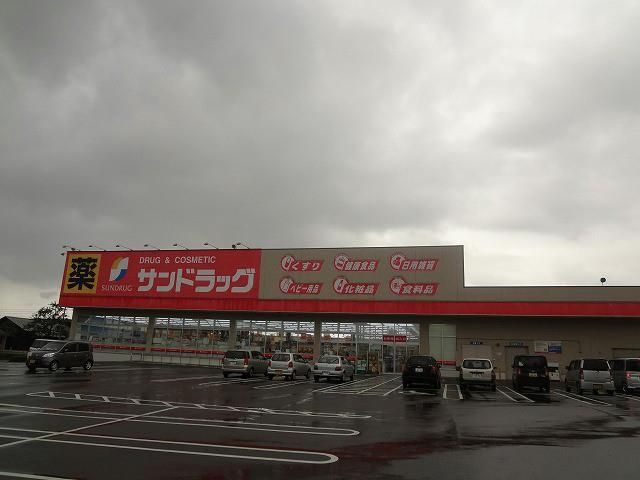 薬
SUNDRUG
DRUG & COSMETIC
サンドラッグ
くすり 健康食品 日用雑貨
ベビー用品 化粧品 食料品